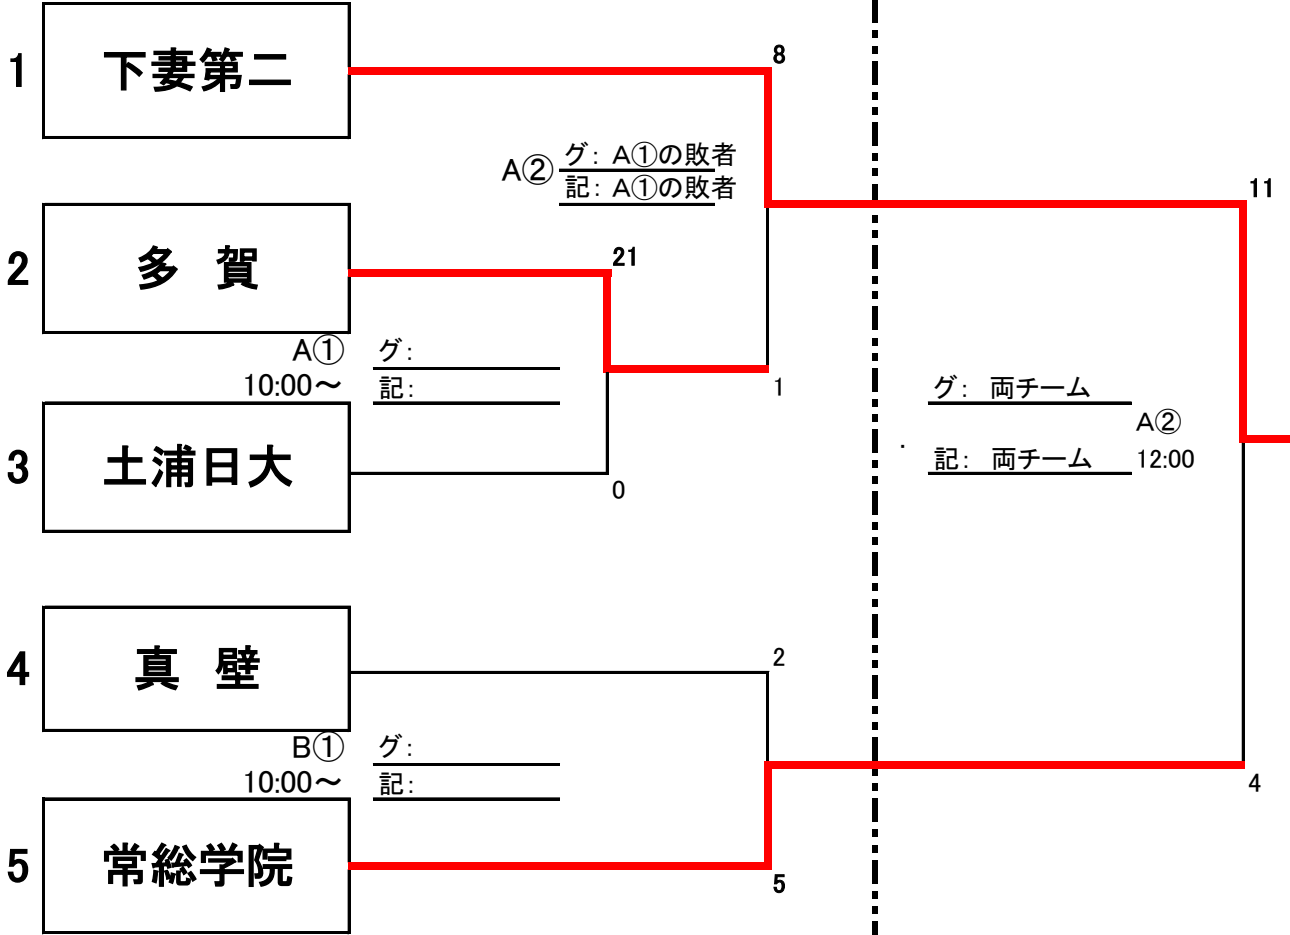 1
下妻第二
8
A② グ: A①の敗者
記: A①の敗者
11
2
多 賀
21
A① グ:
10:00～ 記:
1
グ: 両チーム
A②
記: 両チーム 12:00
3
土浦日大
0
4
真 壁
2
B① グ:
10:00～ 記:
4
5
常総学院
5